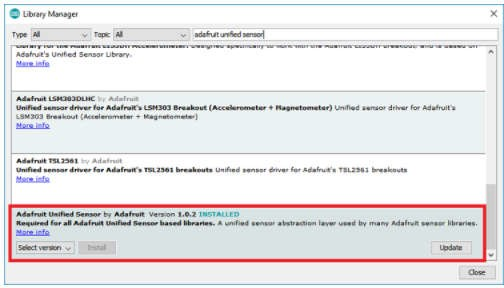 Library Manager
Type All Topic All adafruit unified sensor
Library for the Adafruit LIS3DH Accelerometer. Designed specifically to work with the Adafruit LIS3DH Breakout, and is based on
Adafruit's Unified Sensor Library.
More info
Adafruit LSM303DLHC by Adafruit
Unified sensor driver for Adafruit's LSM303 Breakout (Accelerometer + Magnetometer) Unified sensor driver for Adafruit's
LSM303 Breakout (Accelerometer + Magnetometer)
More info
Adafruit TSL2561 by Adafruit
Unified sensor driver for Adafruit's TSL2561 breakouts Unified sensor driver for Adafruit's TSL2561 breakouts
More info
Adafruit Unified Sensor by Adafruit Version 1.0.2 INSTALLED
Required for all Adafruit Unified Sensor based libraries. A unified sensor abstraction layer used by many Adafruit sensor libraries.
More info
Select version Install Update
Close